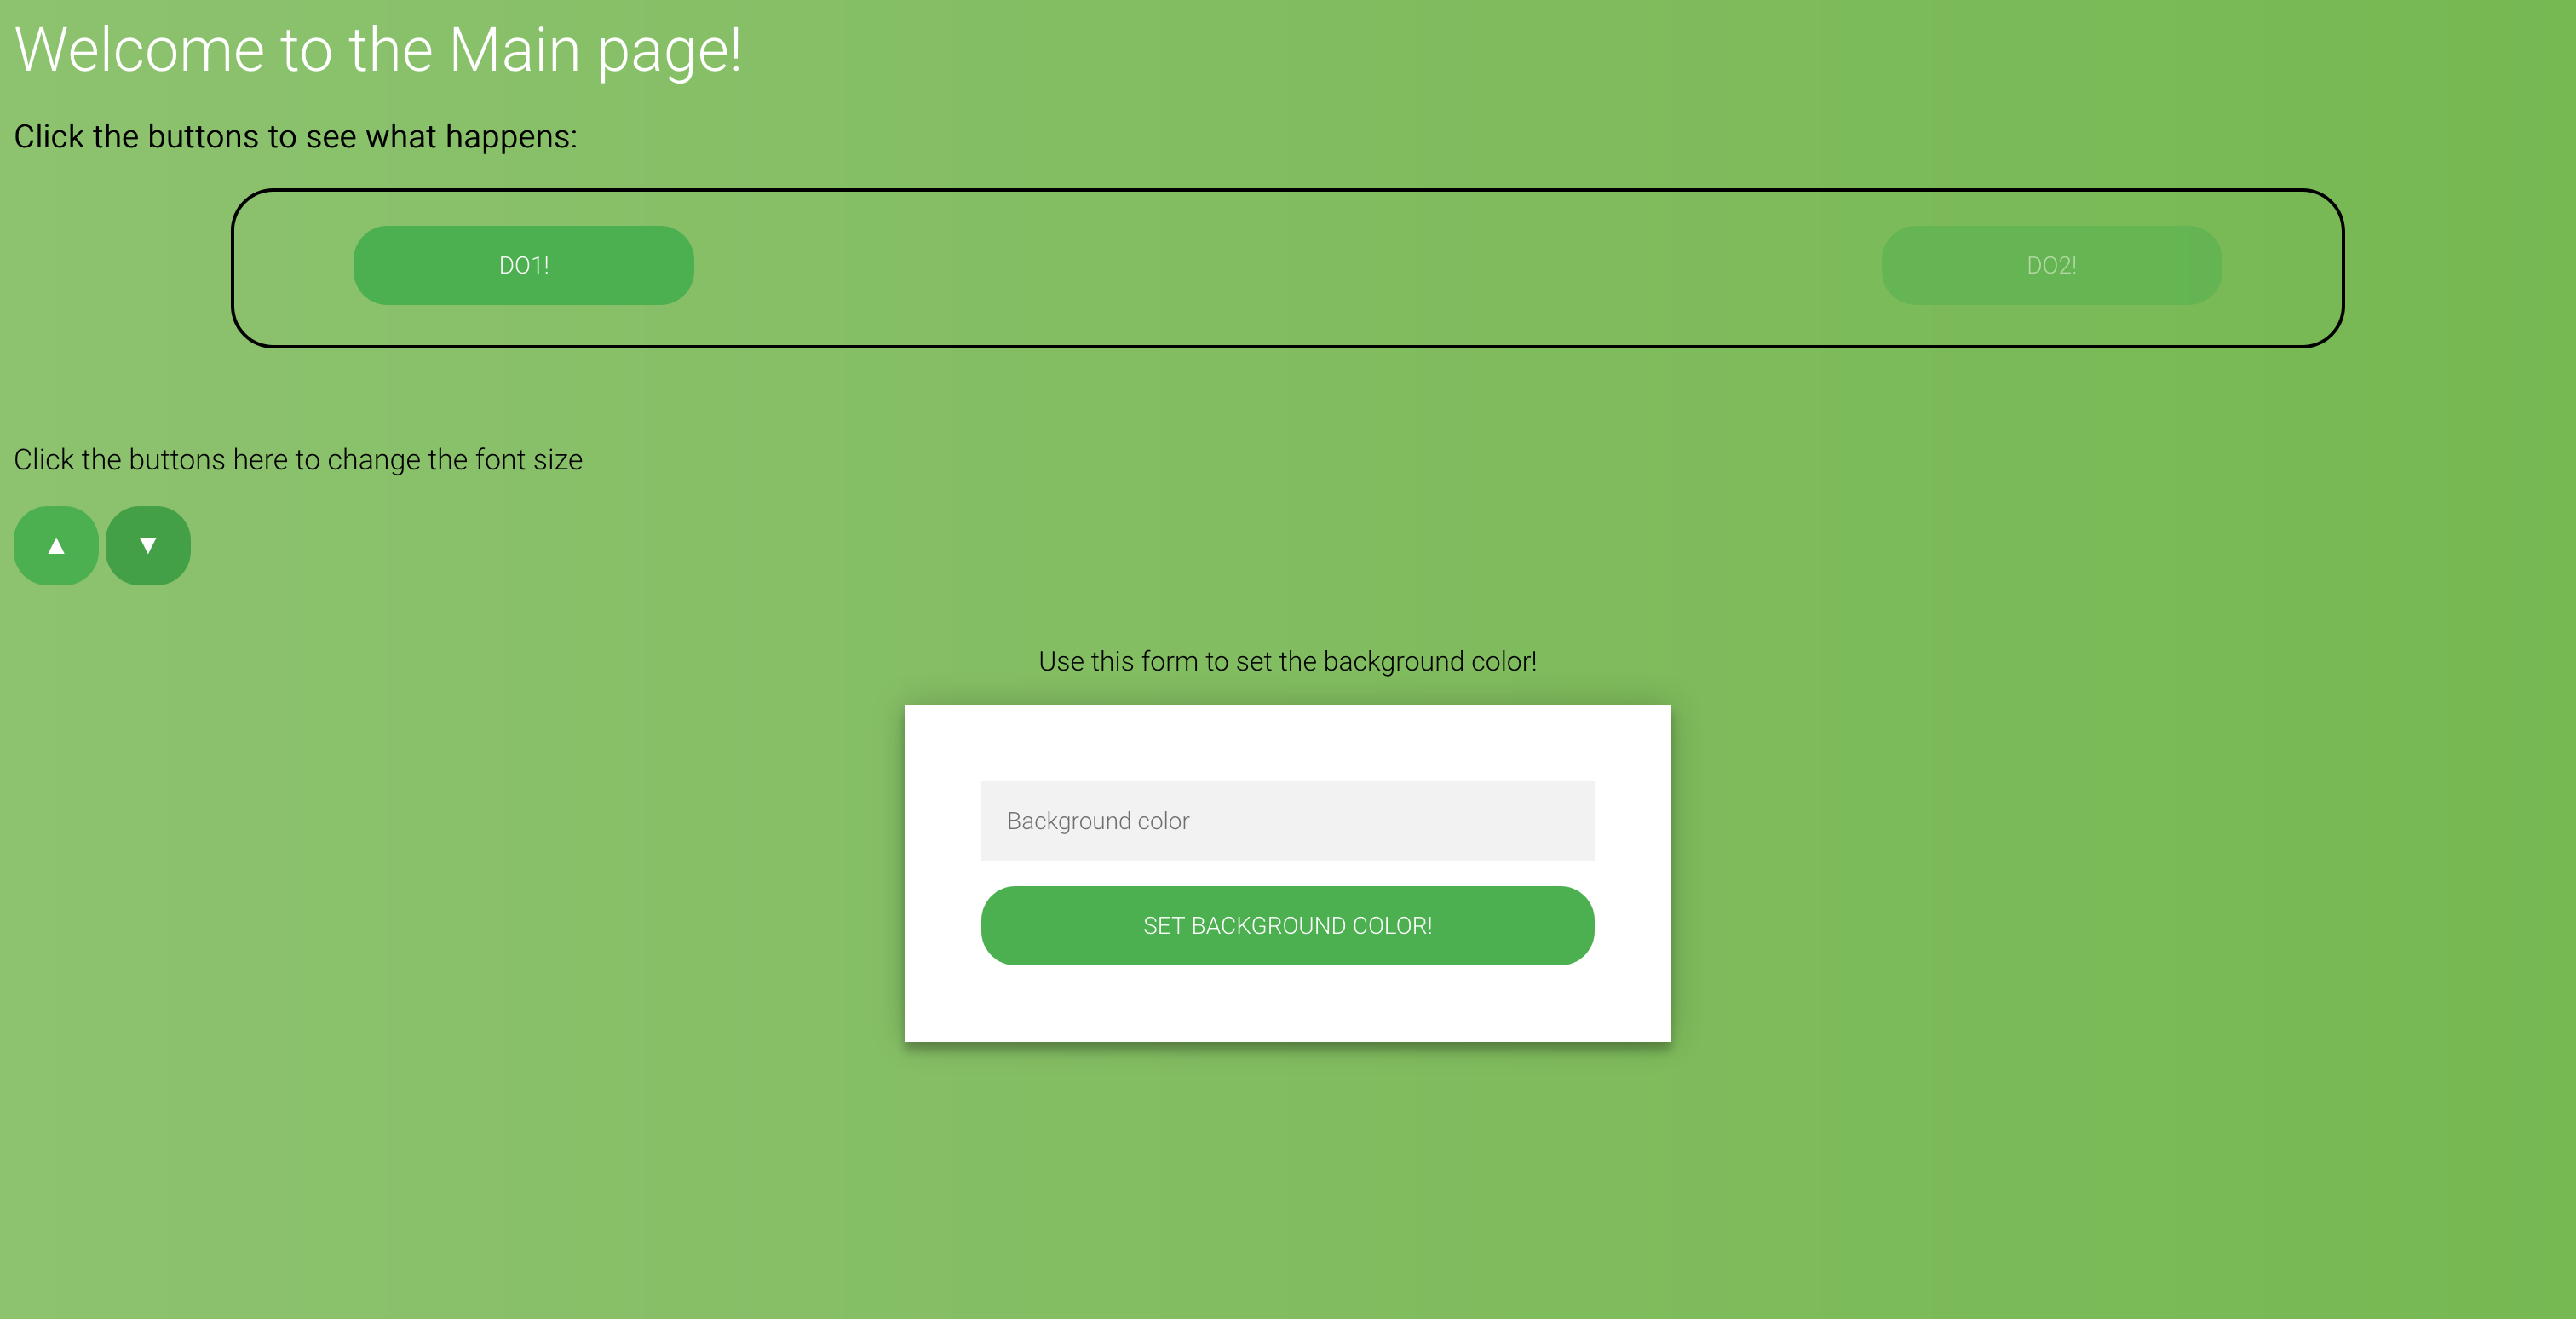 Welcome to the Main page!
Click the buttons to see what happens:
DO1!
DO2!
Click the buttons here to change the font size
▲ ▼
Use this form to set the background color!
Background color
SET BACKGROUND COLOR!